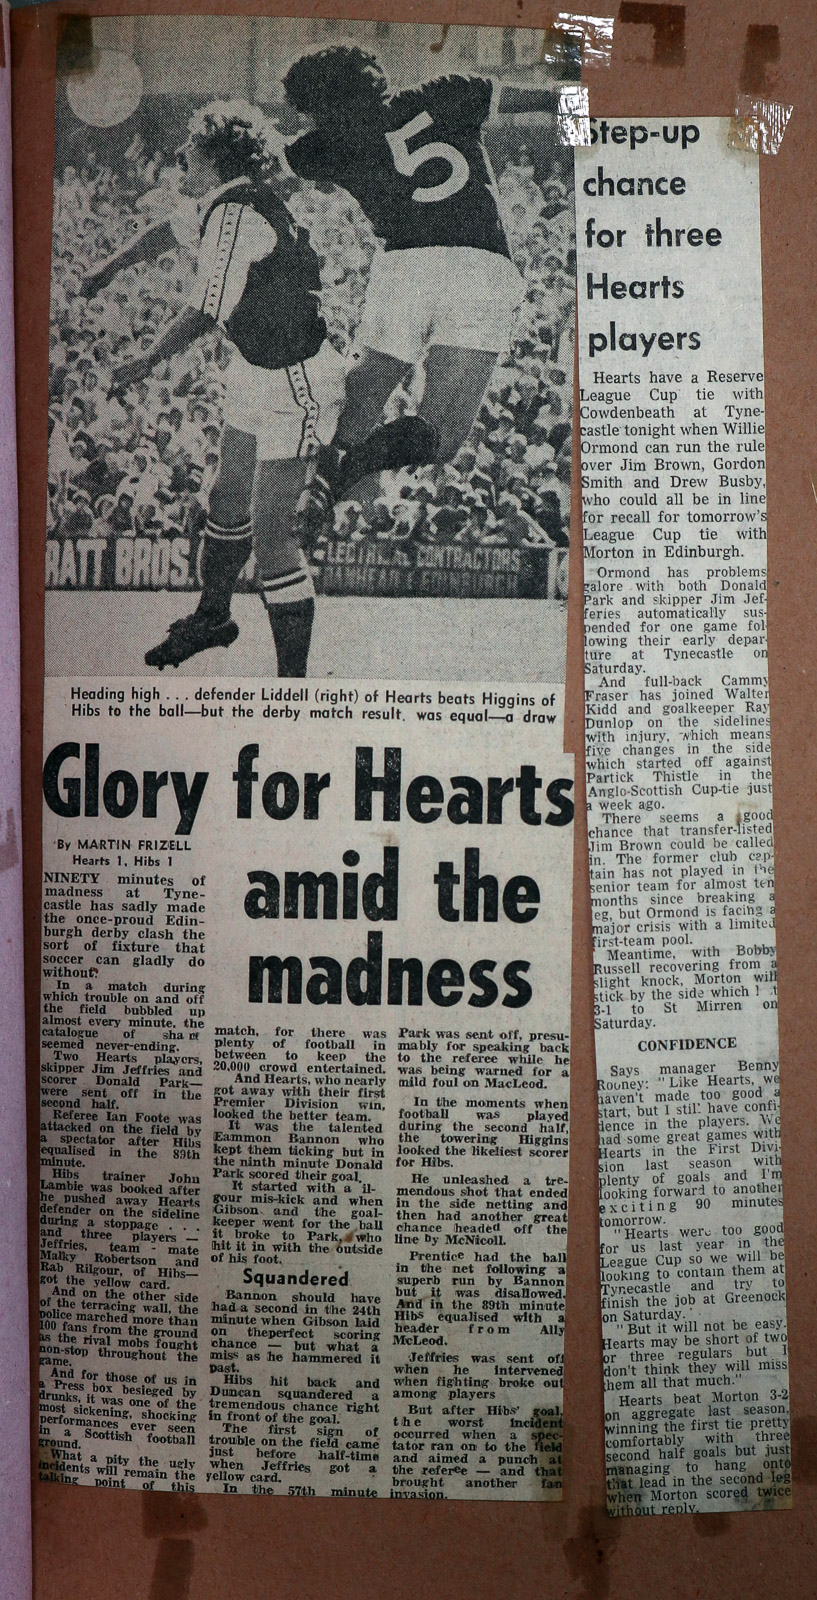 5
RATT BROS.
ELECTRICAL CONTRACTORS
Heading high . . . defender Liddell (right) of Hearts beats Higgins of
Hibs to the ball—but the derby match result. was equal—a draw
Glory for Hearts
amid the
madness
By MARTIN FRIZELL
Hearts 1, Hibs 1
NINETY minutes of
madness at Tyne-
castle has sadly made
the once-proud Edin-
burgh derby clash the
sort of fixture that
soccer can gladly do
without?
In a match during
which trouble on and off
the field bubbled up
almost every minute, the
catalogue of
seemed never-ending.
Two Hearts players,
skipper Jim Jeffries and
scorer Donald Park—
were sent off in the
second half.
Referee Ian Foote was
attacked on the field by
a spectator after Hibs
equalised in the 89th
minute.
Hibs trainer John
Lambie was booked after
he pushed away Hearts
defender on the sideline
during a stoppage . . .
and three players —
Jeffries, team - mate
Malky Robertson and
Rab Rilgour, of Hibs—
got the yellow card.
And on the other side
of the terracing wall, the
police marched more than
100 fans from the ground
as the rival mobs fought
non-stop throughout the
game.
And for those of us in
a Press box besieged by
drunks, it was one of the
most sickening, shocking
performances ever seen
in a Scottish football
ground.
What a pity the ugly
incidents will remain the
talking point of this
match, for there was
plenty of football in
between to keep the
20,000 crowd entertained.
And Hearts, who nearly
got away with their first
Premier Division win,
looked the better team.
It was the talented
Eammon Bannon who
kept them ticking but in
the ninth minute Donald
Park scored their goal.
It started with a il-
gour mis-kick and when
Gibson and the goal-
keeper went for the ball
it broke to Park, who
hit it in with the outside
of his foot.
Squandered
Bannon should have
had a second in the 24th
minute when Gibson laid
on theperfect scoring
chance — but what a
miss as he hammered it
past.
Hibs hit back and
Duncan squandered a
tremendous chance right
in front of the goal.
The first sign of
trouble on the field came
just before half-time
when Jeffries got a
yellow card.
In the 57th minute
Park was sent off, presu-
mably for speaking back
to the referee while he
was being warned for a
mild foul on MacLeod.
In the moments when
football was played
during the second half,
the towering Higgins
looked the likeliest scorer
for Hibs.
He unleashed a tre-
mendous shot that ended
in the side netting and
then had another great
chance headed off the
line by McNicoll.
Prentice had the ball
in the net following a
superb run by Bannon
but it was disallowed.
And in the 89th minute
Hibs equalised with a
header from Ally
McLeod.
Jeffries was sent off
when he intervened
when fighting broke out
among players
But after Hibs' goal,
the worst incident
occurred when a spec-
tator ran on to the field
and aimed a punch at
the referee — and that
brought another fan
invasion.
Step-up
chance
for three
Hearts
players
Hearts have a Reserve
League Cup tie with
Cowdenbeath at Tyne-
castle tonight when Willie
Ormond can run the rule
over Jim Brown, Gordon
Smith and Drew Busby,
who could all be in line
for recall for tomorrow's
League Cup tie with
Morton in Edinburgh.
Ormond has problems
galore with both Donald
Park and skipper Jim Jef-
feries automatically sus-
pended for one game fol
lowing their early depar-
ture at Tynecastle on
Saturday.
And full-back Cammy
Fraser has joined Walter
Kidd and goalkeeper Ray
Dunlop on the sidelines
with injury, which means
five changes in the side
which started off against
Partick Thistle in the
Anglo-Scottish Cup-tie just
a week ago.
There seems a good
chance that transfer-listed
Jim Brown could be called
in. The former club cap-
tain has not played in the
senior team for almost ten
months since breaking a
leg, but Ormond is facing a
major crisis with a limited
first-team pool.
Meantime, with Bobby
Russell recovering from a
slight knock, Morton will
stick by the side which
3-1 to St Mirren on
Saturday.
CONFIDENCE
Says manager Benny
Rooney: "Like Hearts, we
haven't made too good a
start, but I still have confi-
dence in the players. We
had some great games with
Hearts in the First Divi-
sion last season with
plenty of goals and I'm
looking forward to another
exciting 90 minutes
tomorrow.
"Hearts were too good
for us last year in the
League Cup so we will be
looking to contain them at
Tynecastle and try to
finish the job at Greenock
on Saturday.
"But it will not be easy.
Hearts may be short of two
or three regulars but I
don't think they will miss
them all that much."
Hearts beat Morton 3-2
on aggregate last season,
winning the first tie pretty
comfortably with three
second half goals but just
managing to hang onto
that lead in the second leg
when Morton scored twice
without reply.